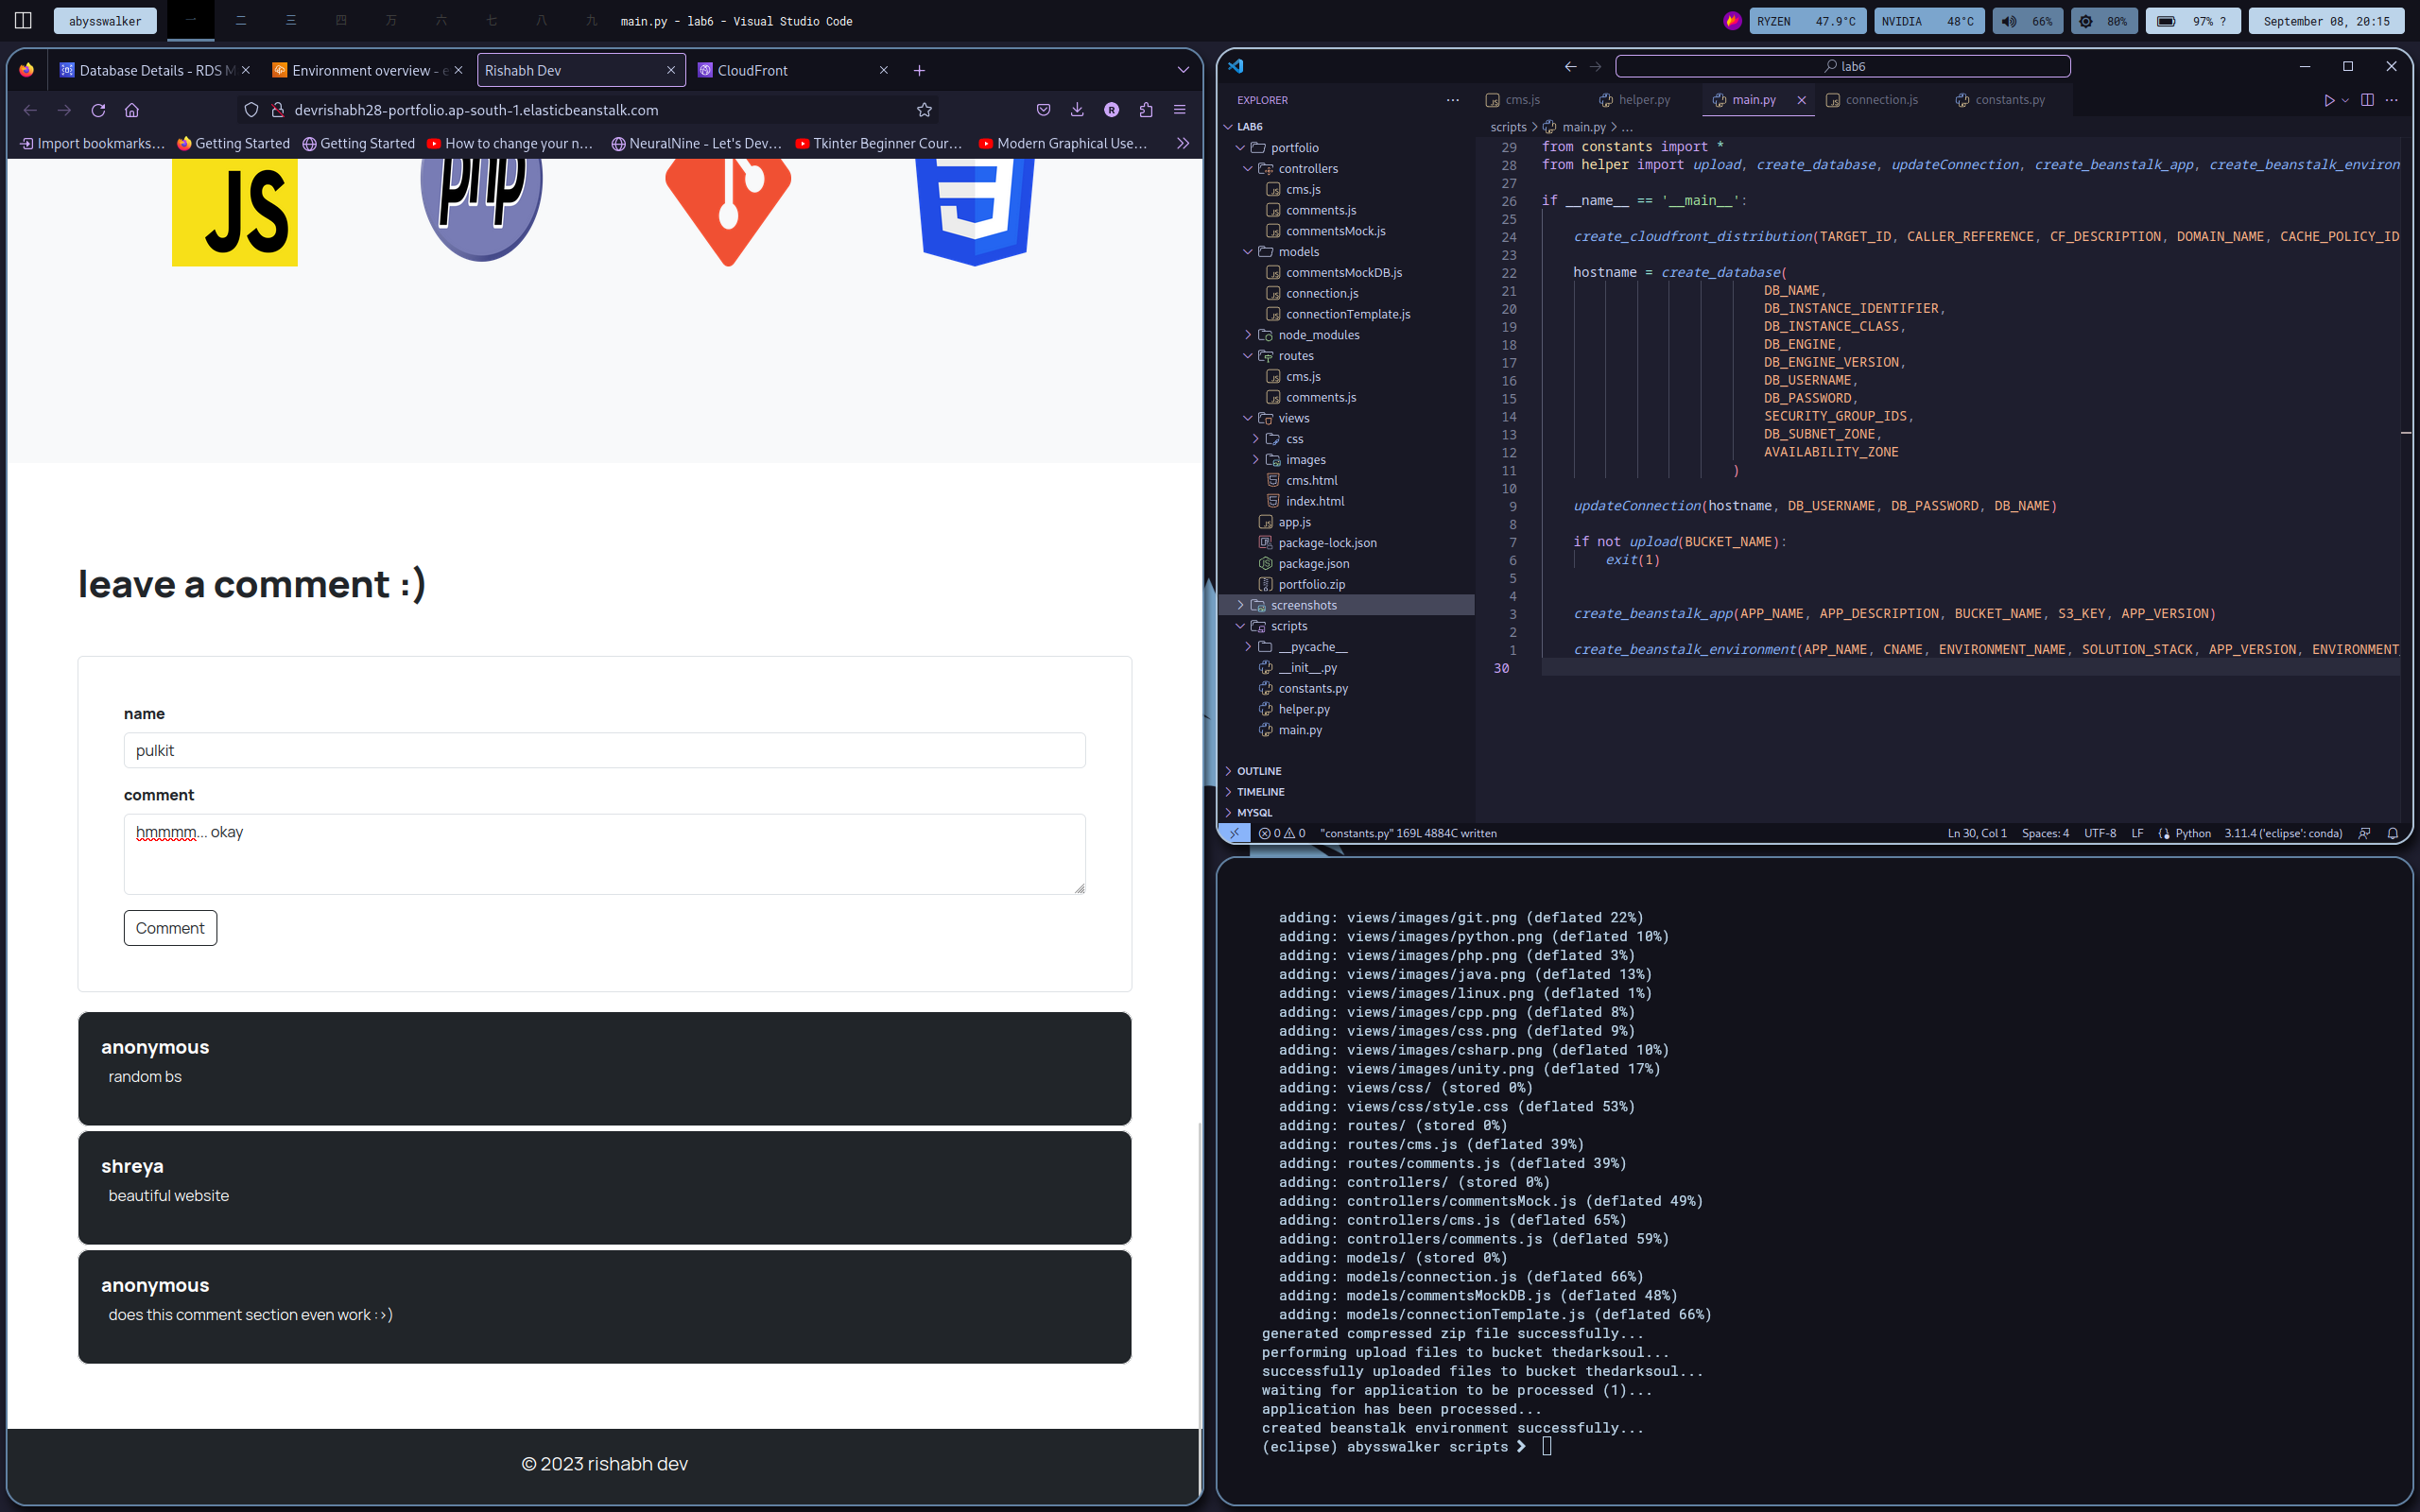 abysswalker
一 二 三 四 万 六 七 八 九
main.py - lab6 - Visual Studio Code
RYZEN 47.9°C
NVIDIA 48°C
66%
80%
97% ?
September 08, 20:15
Database Details - RDS M
Environment overview - e
Rishabh Dev
CloudFront
devrishabh28-portfolio.ap-south-1.elasticbeanstalk.com
R
Import bookmarks...
Getting Started
Getting Started
How to change your n...
NeuralNine - Let's Dev...
Tkinter Beginner Cour...
Modern Graphical Use...
JS
php
leave a comment :)
name
pulkit
comment
hmmmm... okay
Comment
anonymous
random bs
shreya
beautiful website
anonymous
does this comment section even work :>)
© 2023 rishabh dev
lab6
EXPLORER
LAB6
portfolio
controllers
cms.js
comments.js
commentsMock.js
models
commentsMockDB.js
connection.js
connectionTemplate.js
node_modules
routes
cms.js
comments.js
views
css
images
cms.html
index.html
app.js
package-lock.json
package.json
portfolio.zip
screenshots
scripts
__pycache__
__init__.py
constants.py
helper.py
main.py
OUTLINE
TIMELINE
MYSQL
cms.js
helper.py
main.py
connection.js
constants.py
scripts > main.py > ...
29 from constants import *
28 from helper import upload, create_database, updateConnection, create_beanstalk_app, create_beanstalk_environ
27
26 if __name__ == '__main__':
25
24 create_cloudfront_distribution(TARGET_ID, CALLER_REFERENCE, CF_DESCRIPTION, DOMAIN_NAME, CACHE_POLICY_ID
23
22 hostname = create_database(
21 DB_NAME,
20 DB_INSTANCE_IDENTIFIER,
19 DB_INSTANCE_CLASS,
18 DB_ENGINE,
17 DB_ENGINE_VERSION,
16 DB_USERNAME,
15 DB_PASSWORD,
14 SECURITY_GROUP_IDS,
13 DB_SUBNET_ZONE,
12 AVAILABILITY_ZONE
11 )
10
9 updateConnection(hostname, DB_USERNAME, DB_PASSWORD, DB_NAME)
8
7 if not upload(BUCKET_NAME):
6 exit(1)
5
4
3 create_beanstalk_app(APP_NAME, APP_DESCRIPTION, BUCKET_NAME, S3_KEY, APP_VERSION)
2
1 create_beanstalk_environment(APP_NAME, CNAME, ENVIRONMENT_NAME, SOLUTION_STACK, APP_VERSION, ENVIRONMENT_
30
0 0 "constants.py" 169L 4884C written
Ln 30, Col 1 Spaces: 4 UTF-8 LF Python 3.11.4 ('eclipse': conda)
adding: views/images/git.png (deflated 22%)
adding: views/images/python.png (deflated 10%)
adding: views/images/php.png (deflated 3%)
adding: views/images/java.png (deflated 13%)
adding: views/images/linux.png (deflated 1%)
adding: views/images/cpp.png (deflated 8%)
adding: views/images/css.png (deflated 9%)
adding: views/images/csharp.png (deflated 10%)
adding: views/images/unity.png (deflated 17%)
adding: views/css/ (stored 0%)
adding: views/css/style.css (deflated 53%)
adding: routes/ (stored 0%)
adding: routes/cms.js (deflated 39%)
adding: routes/comments.js (deflated 39%)
adding: controllers/ (stored 0%)
adding: controllers/commentsMock.js (deflated 49%)
adding: controllers/cms.js (deflated 65%)
adding: controllers/comments.js (deflated 59%)
adding: models/ (stored 0%)
adding: models/connection.js (deflated 66%)
adding: models/commentsMockDB.js (deflated 48%)
adding: models/connectionTemplate.js (deflated 66%)
generated compressed zip file successfully...
performing upload files to bucket thedarksoul...
successfully uploaded files to bucket thedarksoul...
waiting for application to be processed (1)...
application has been processed...
created beanstalk environment successfully...
(eclipse) abysswalker scripts ❯